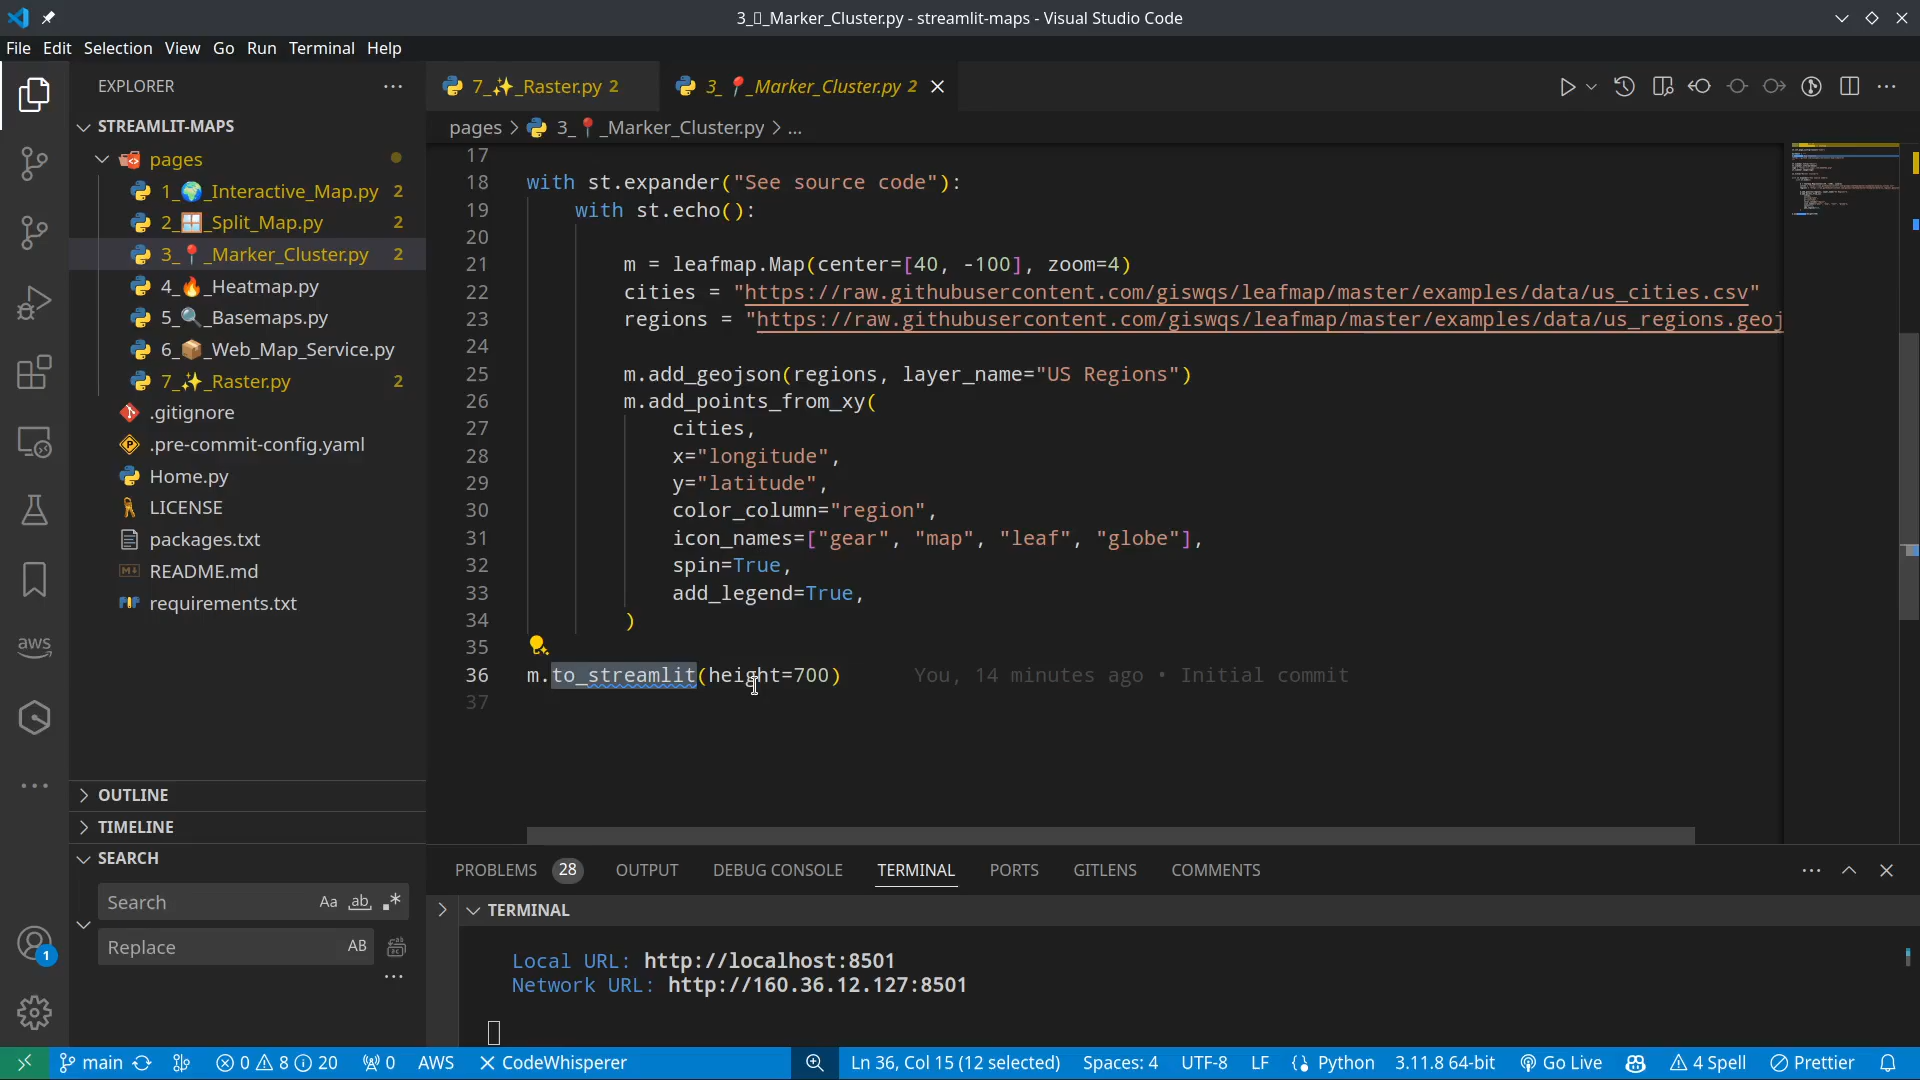 3_▯_Marker_Cluster.py - streamlit-maps - Visual Studio Code
File Edit Selection View Go Run Terminal Help
EXPLORER
STREAMLIT-MAPS
pages
1_🌍_Interactive_Map.py 2
2_🪟_Split_Map.py 2
3_📍_Marker_Cluster.py 2
4_🔥_Heatmap.py
5_🔍_Basemaps.py
6_📦_Web_Map_Service.py
7_✨_Raster.py 2
.gitignore
.pre-commit-config.yaml
Home.py
LICENSE
packages.txt
README.md
requirements.txt
OUTLINE
TIMELINE
SEARCH
Search Aa ab
Replace AB
aws
1
7_✨_Raster.py 2 3_📍_Marker_Cluster.py 2
pages > 3_📍_Marker_Cluster.py > ...
17
18 with st.expander("See source code"):
19 with st.echo():
20
21 m = leafmap.Map(center=[40, -100], zoom=4)
22 cities = "https://raw.githubusercontent.com/giswqs/leafmap/master/examples/data/us_cities.csv"
23 regions = "https://raw.githubusercontent.com/giswqs/leafmap/master/examples/data/us_regions.geoj
24
25 m.add_geojson(regions, layer_name="US Regions")
26 m.add_points_from_xy(
27 cities,
28 x="longitude",
29 y="latitude",
30 color_column="region",
31 icon_names=["gear", "map", "leaf", "globe"],
32 spin=True,
33 add_legend=True,
34 )
35
36 m.to_streamlit(height=700) You, 14 minutes ago • Initial commit
37
PROBLEMS 28 OUTPUT DEBUG CONSOLE TERMINAL PORTS GITLENS COMMENTS
TERMINAL
Local URL: http://localhost:8501
Network URL: http://160.36.12.127:8501
main 0 8 20 0 AWS CodeWhisperer Ln 36, Col 15 (12 selected) Spaces: 4 UTF-8 LF Python 3.11.8 64-bit Go Live 4 Spell Prettier